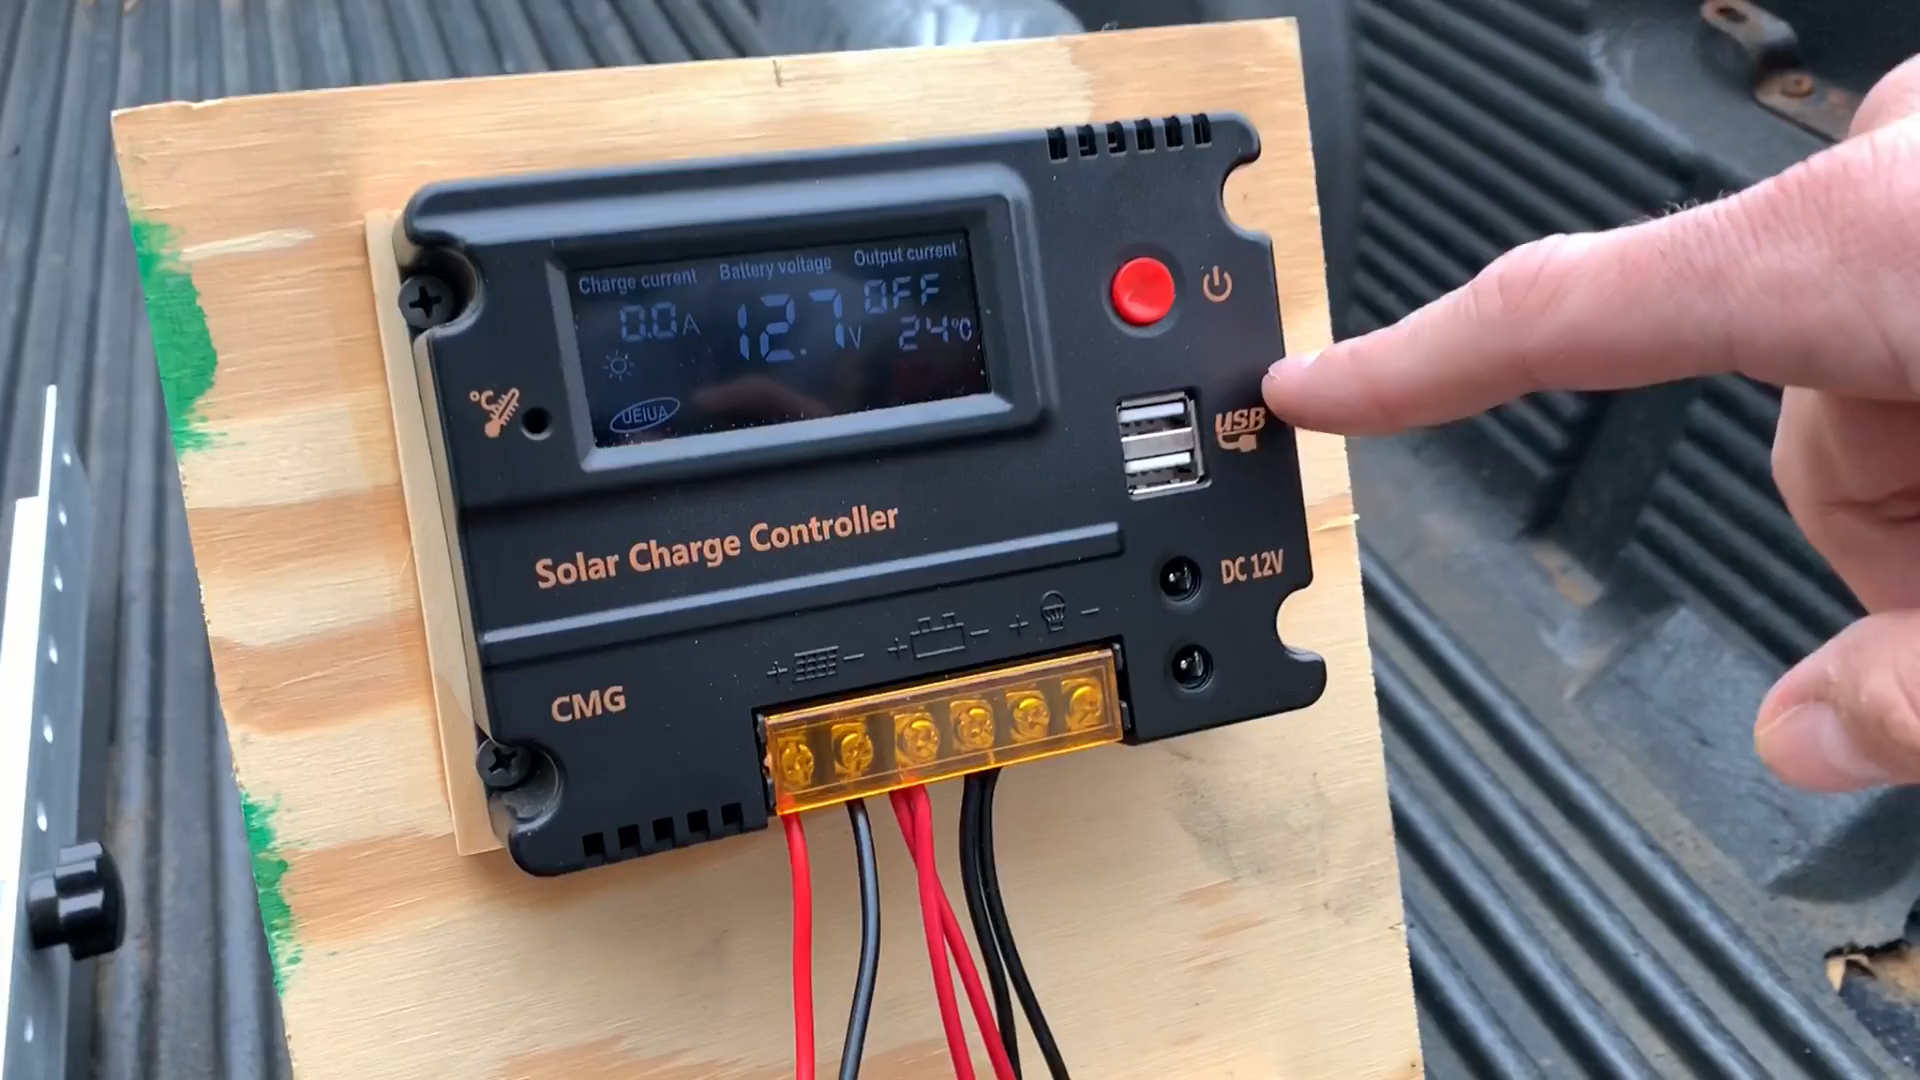 Charge current Battery voltage Output current
0.0A 12.7V OFF
24°C
UEIUA
°C
USB
Solar Charge Controller
DC 12V
+ - + - + -
CMG